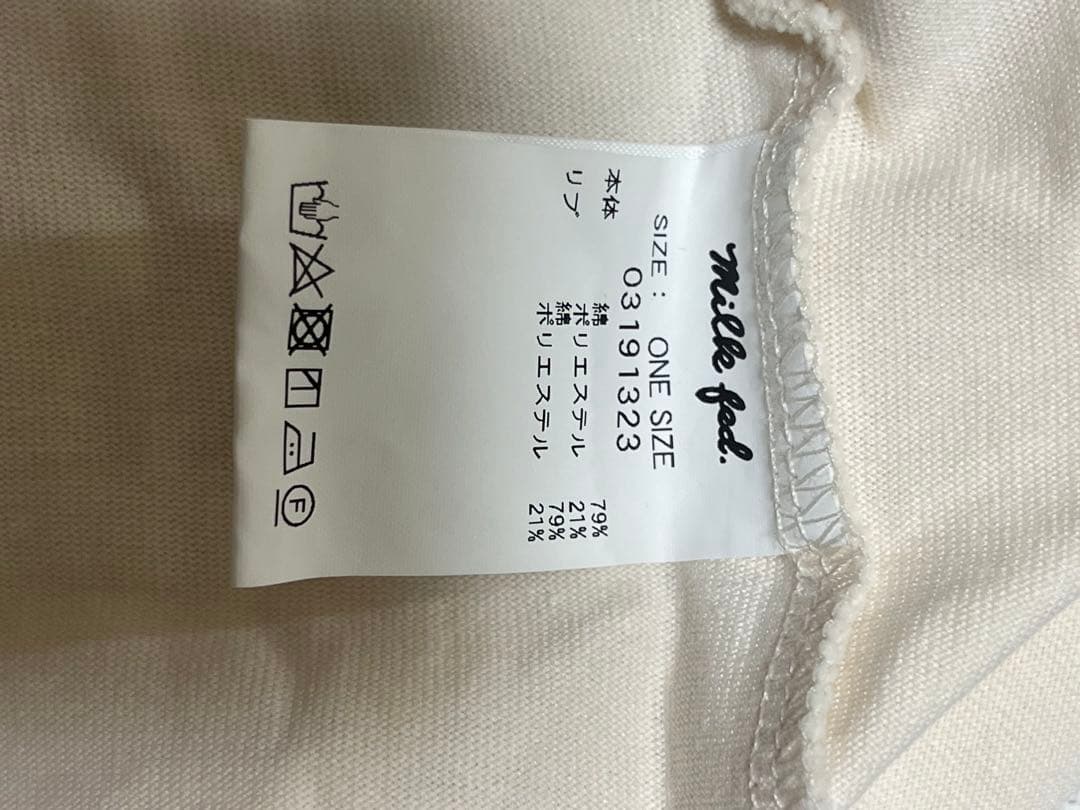 Milk fed.
SIZE: ONE SIZE
03191323
本体 綿 79%
ポリエステル 21%
リブ 綿 79%
ポリエステル 21%
F